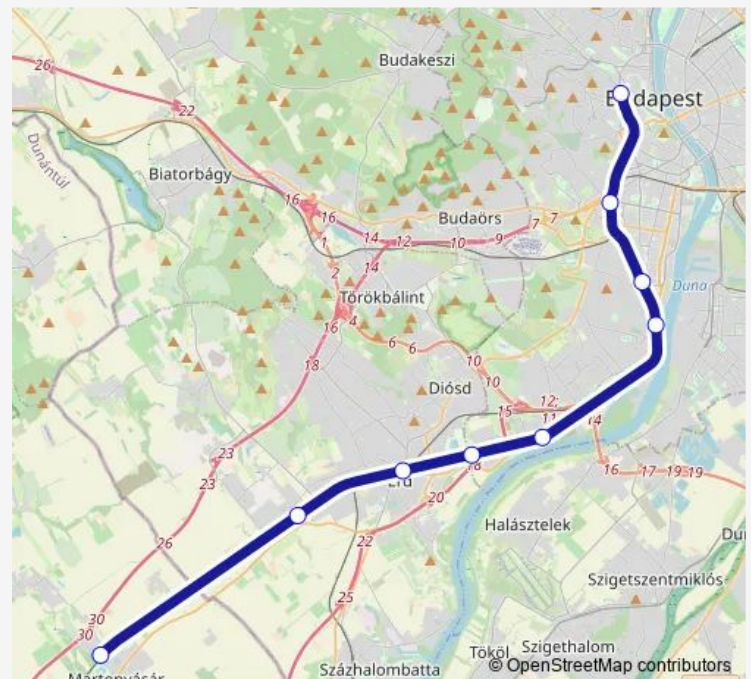 26
Budakeszi
Budapest
22
Dunántúl
Biatorbágy
16
16
Budaörs
7
7
1
14
12
10
9
2
14
Duna
Törökbálint
4
16
6
6
10
18
10
Diósd
12;
15
11
14
23
18
16
17
19
19
Érd
23
20
Halásztelek
26
22
Szigetszentmiklós
30
25
30
Tököl
Szigethalom
Százhalombatta
Martonvásár
© OpenStreetMap contributors